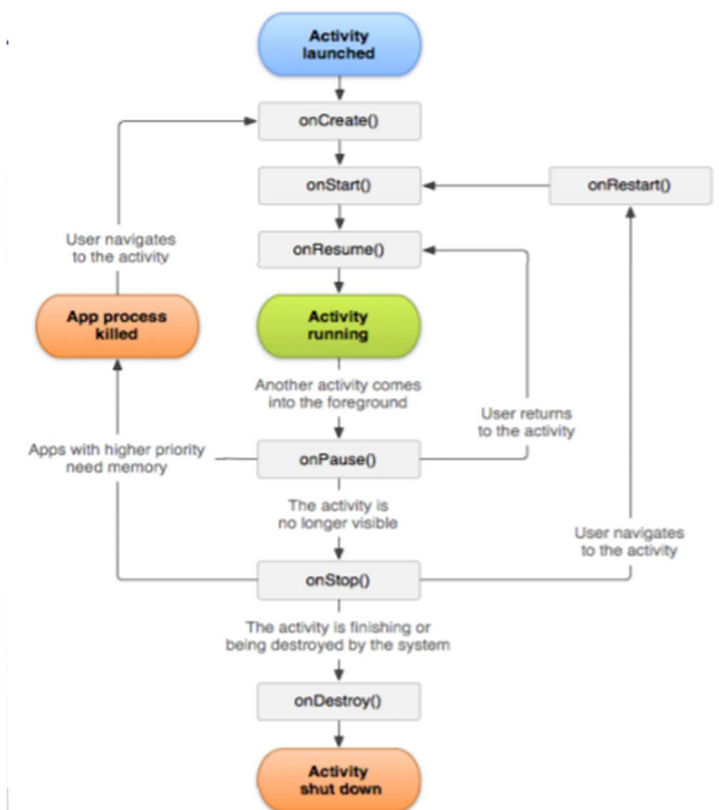 Activity
launched
onCreate()
onStart()
onRestart()
User navigates
to the activity
onResume()
App process
killed
Activity
running
Another activity comes
into the foreground
User returns
to the activity
Apps with higher priority
need memory
onPause()
The activity is
no longer visible
User navigates
to the activity
onStop()
The activity is finishing or
being destroyed by the system
onDestroy()
Activity
shut down